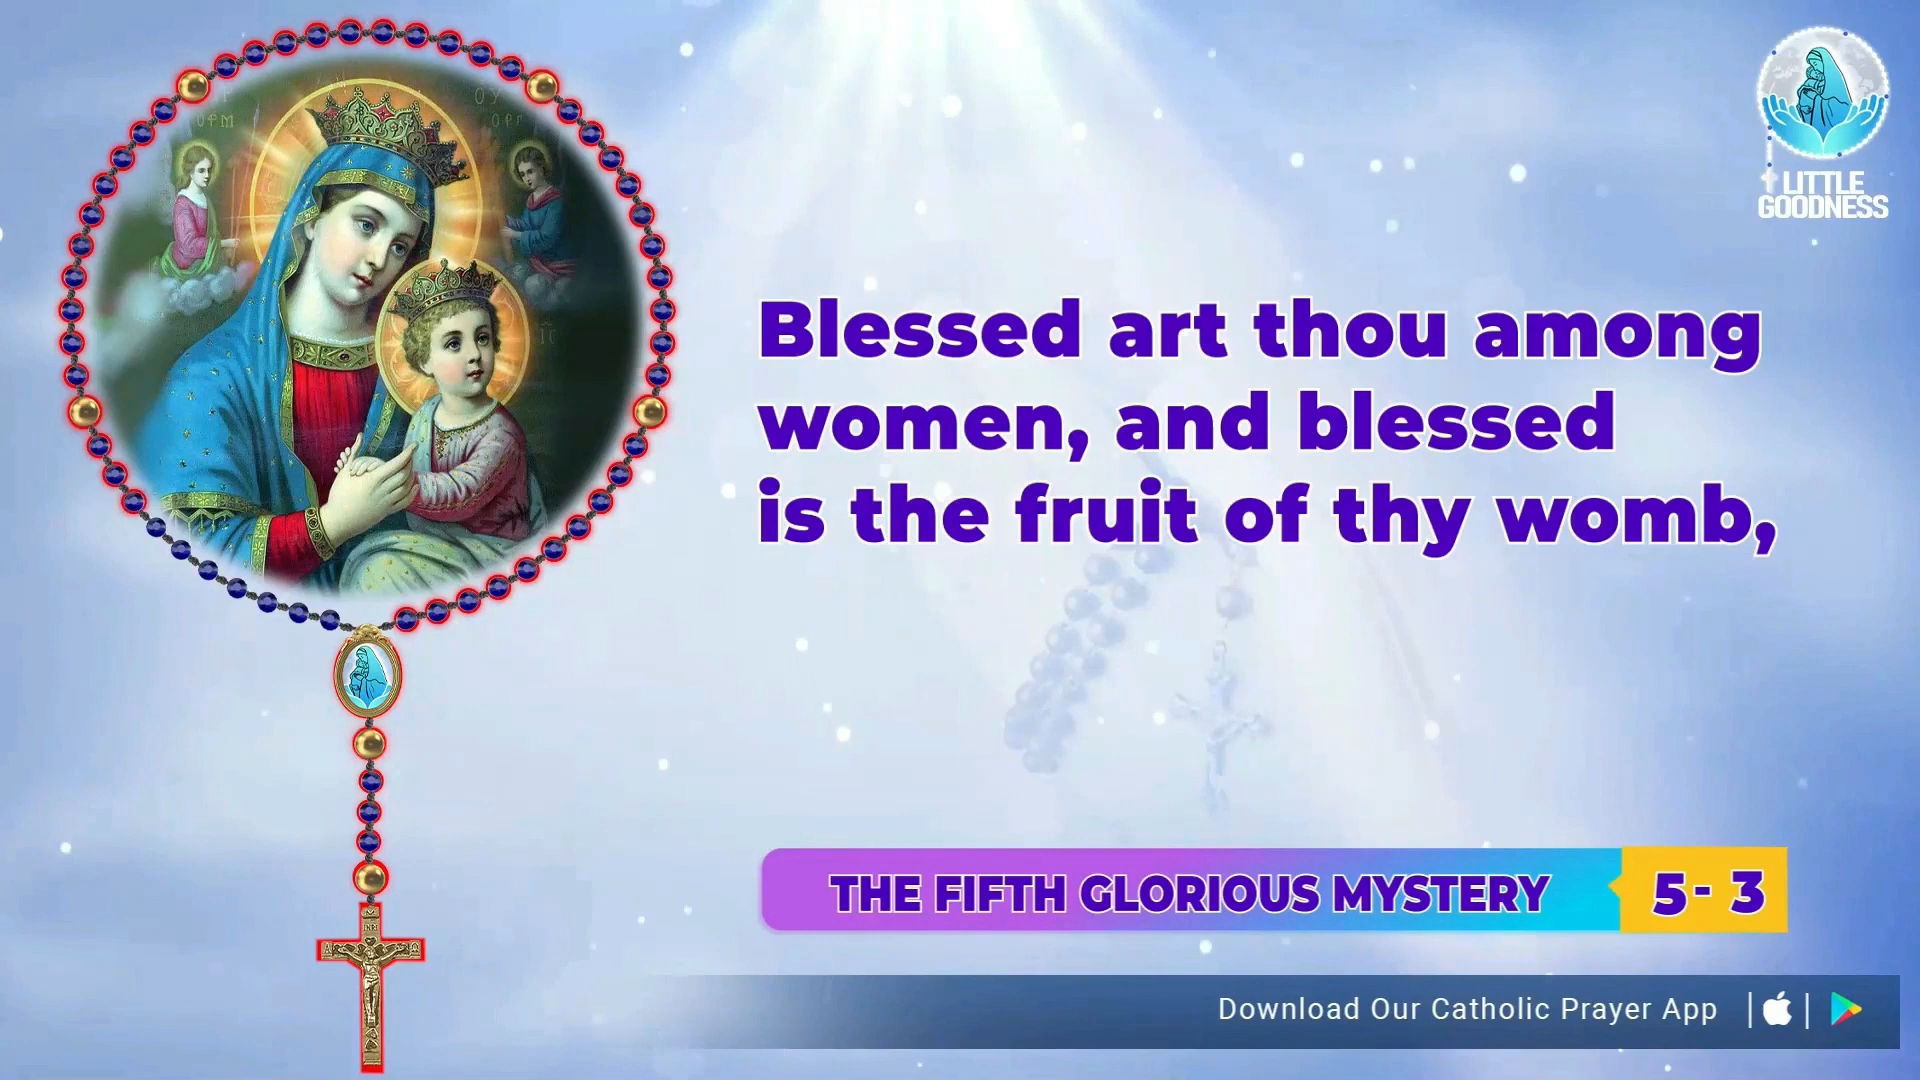 LITTLE
GOODNESS
Blessed art thou among
women, and blessed
is the fruit of thy womb,
THE FIFTH GLORIOUS MYSTERY 5 - 3
Download Our Catholic Prayer App
INRI